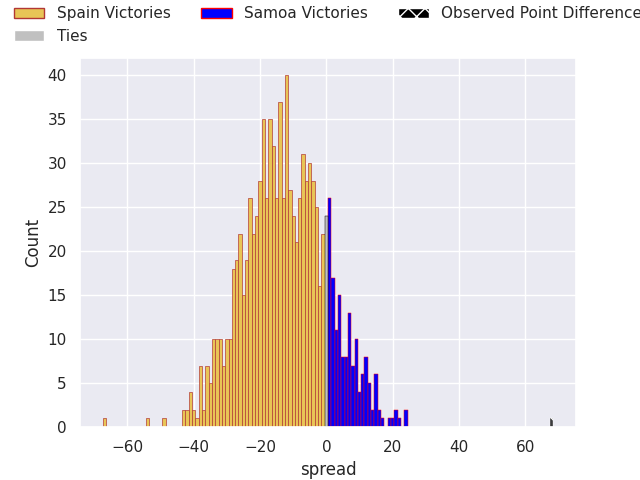 Spain Victories Samoa Victories Observed Point Difference
Ties
40
35
30
25
20
15
10
5
0
Count
−60 −40 −20 0 20 40 60
spread